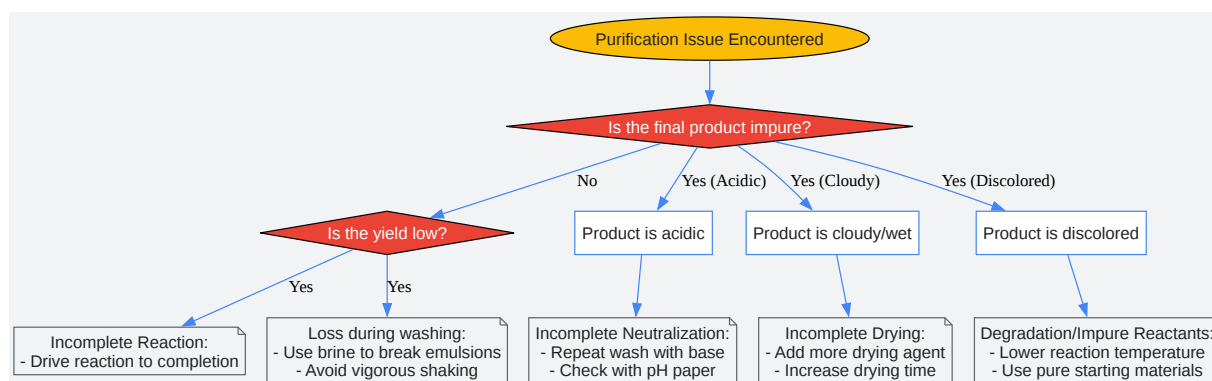 Purification Issue Encountered
Is the final product impure?
No
Yes (Acidic)
Yes (Cloudy)
Yes (Discolored)
Is the yield low?
Product is acidic
Product is cloudy/wet
Product is discolored
Yes
Yes
Incomplete Reaction:
- Drive reaction to completion
Loss during washing:
- Use brine to break emulsions
- Avoid vigorous shaking
Incomplete Neutralization:
- Repeat wash with base
- Check with pH paper
Incomplete Drying:
- Add more drying agent
- Increase drying time
Degradation/Impure Reactants:
- Lower reaction temperature
- Use pure starting materials